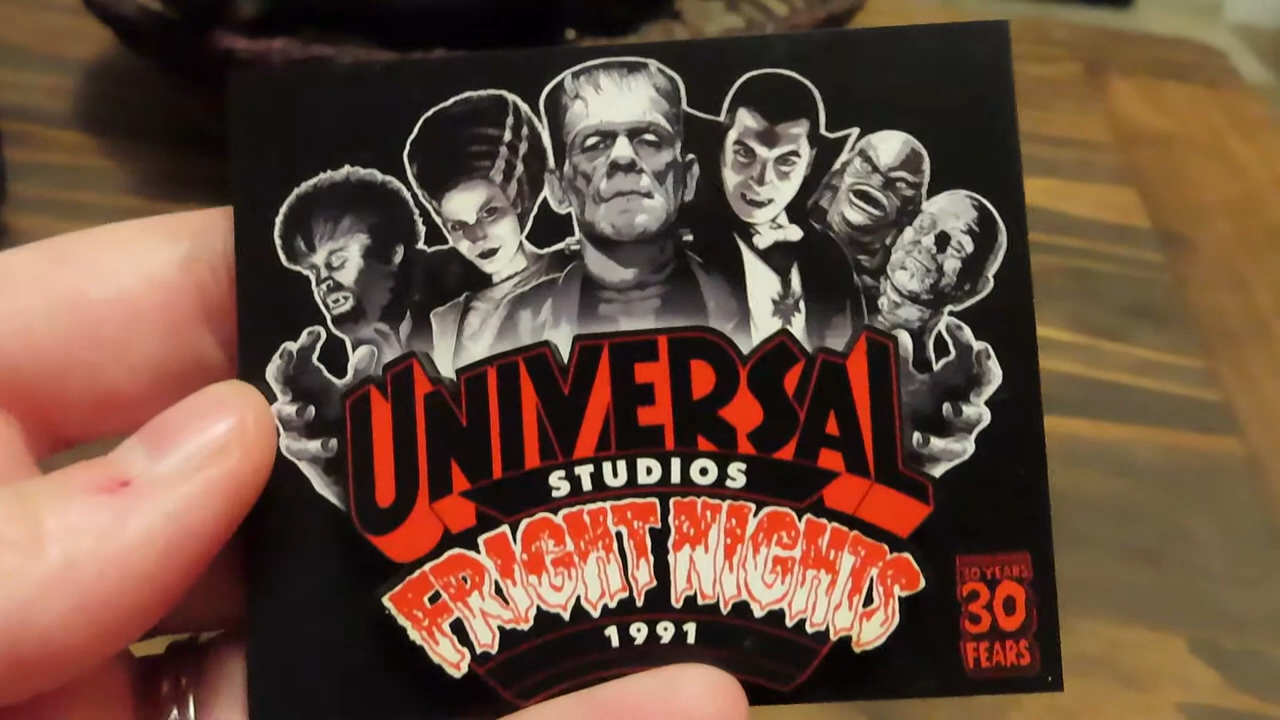 UNIVERSAL
STUDIOS
FRIGHT NIGHTS
1991
30 YEARS
30
FEARS